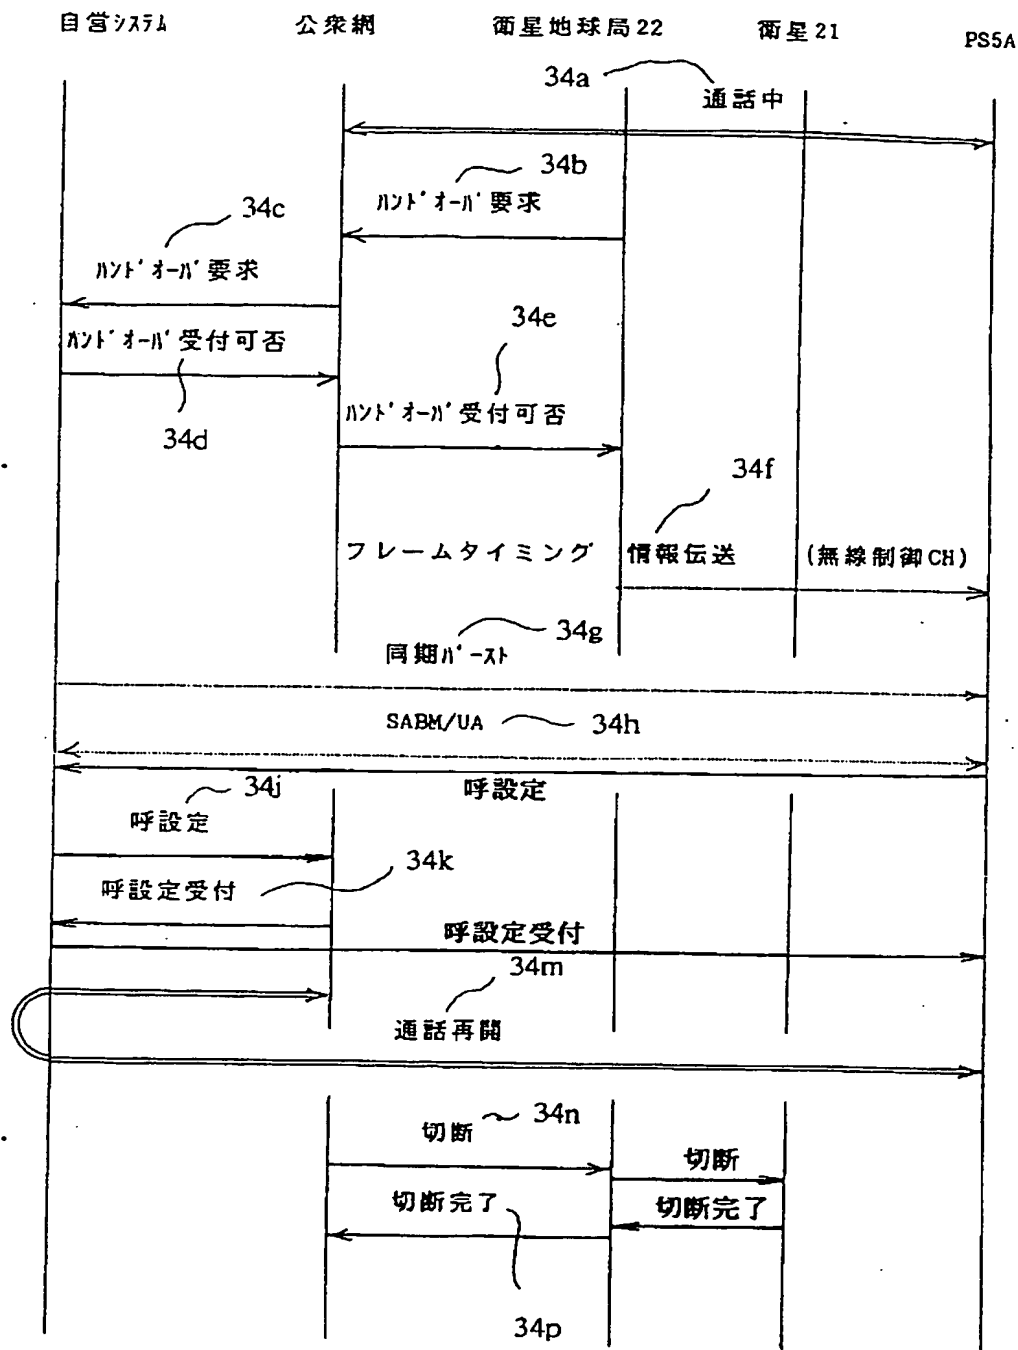 自営ｼｽﾃﾑ 公衆網 衛星地球局22 衛星21 PS5A
34a
通話中
34b
ﾊﾝﾄﾞｵｰﾊﾞ要求
34c
ﾊﾝﾄﾞｵｰﾊﾞ要求
34e
ﾊﾝﾄﾞｵｰﾊﾞ受付可否
ﾊﾝﾄﾞｵｰﾊﾞ受付可否
34d
34f
フレームタイミング 情報伝送 (無線制御CH)
34g
同期ﾊﾞｰｽﾄ
SABM/UA 34h
呼設定
34j
呼設定
34k
呼設定受付
呼設定受付
34m
通話再開
34n
切断
切断
切断完了
切断完了
34p